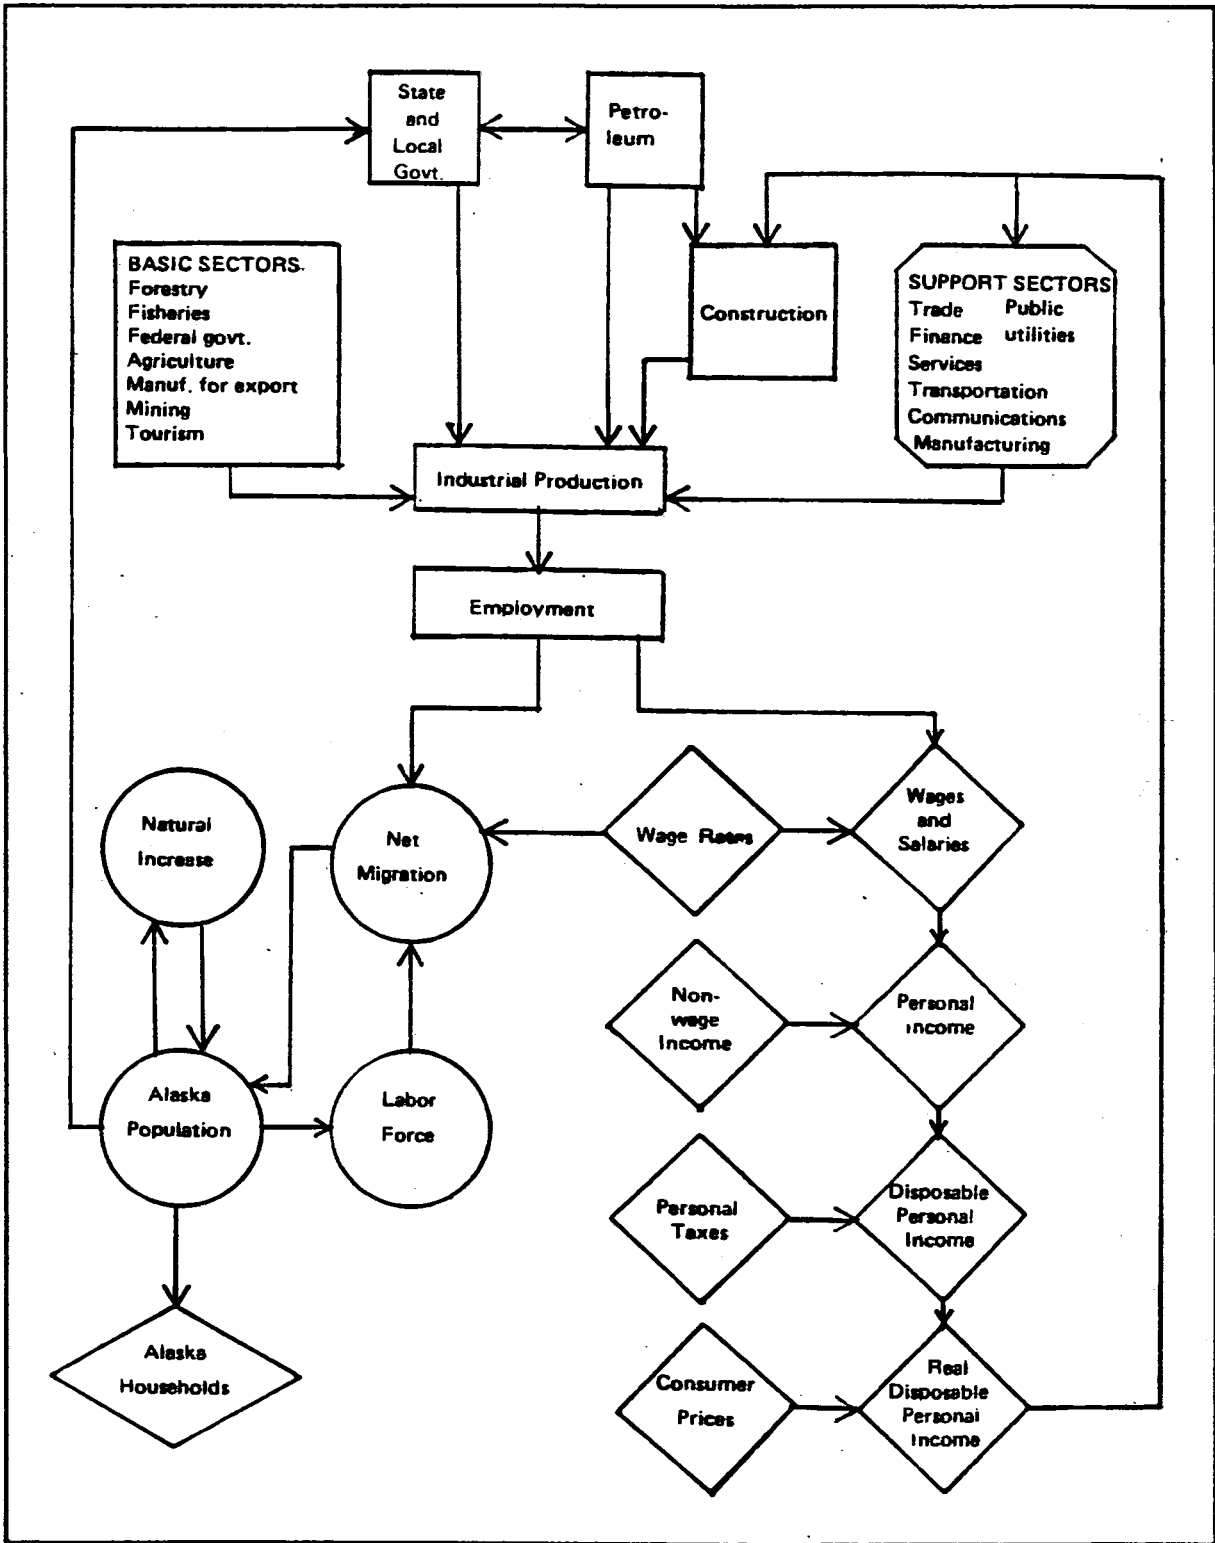 State
and
Local
Govt.
Petro-
leum
BASIC SECTORS
Forestry
Fisheries
Federal govt.
Agriculture
Manuf. for export
Mining
Tourism
Construction
SUPPORT SECTORS
Trade Public
Finance utilities
Services
Transportation
Communications
Manufacturing
Industrial Production
Employment
Natural
Increase
Net
Migration
Wage Rates
Wages
and
Salaries
Non-
wage
Income
Personal
Income
Alaska
Population
Labor
Force
Personal
Taxes
Disposable
Personal
Income
Alaska
Households
Consumer
Prices
Real
Disposable
Personal
Income